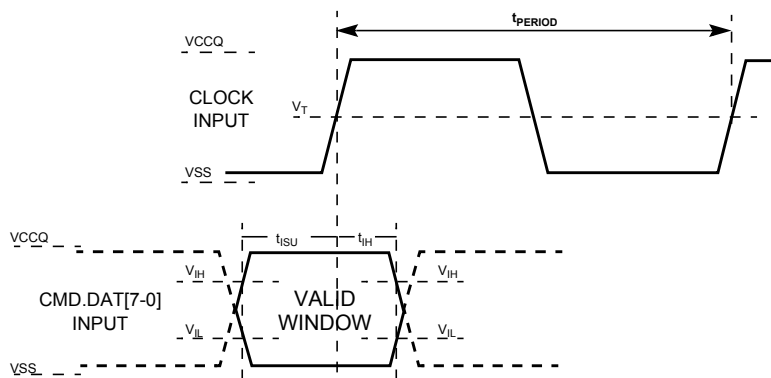 tPERIOD
VCCQ
CLOCK
INPUT
VT
VSS
VCCQ
tISU
tIH
VIH
VIH
CMD.DAT[7-0]
INPUT
VALID
WINDOW
VIL
VIL
VSS